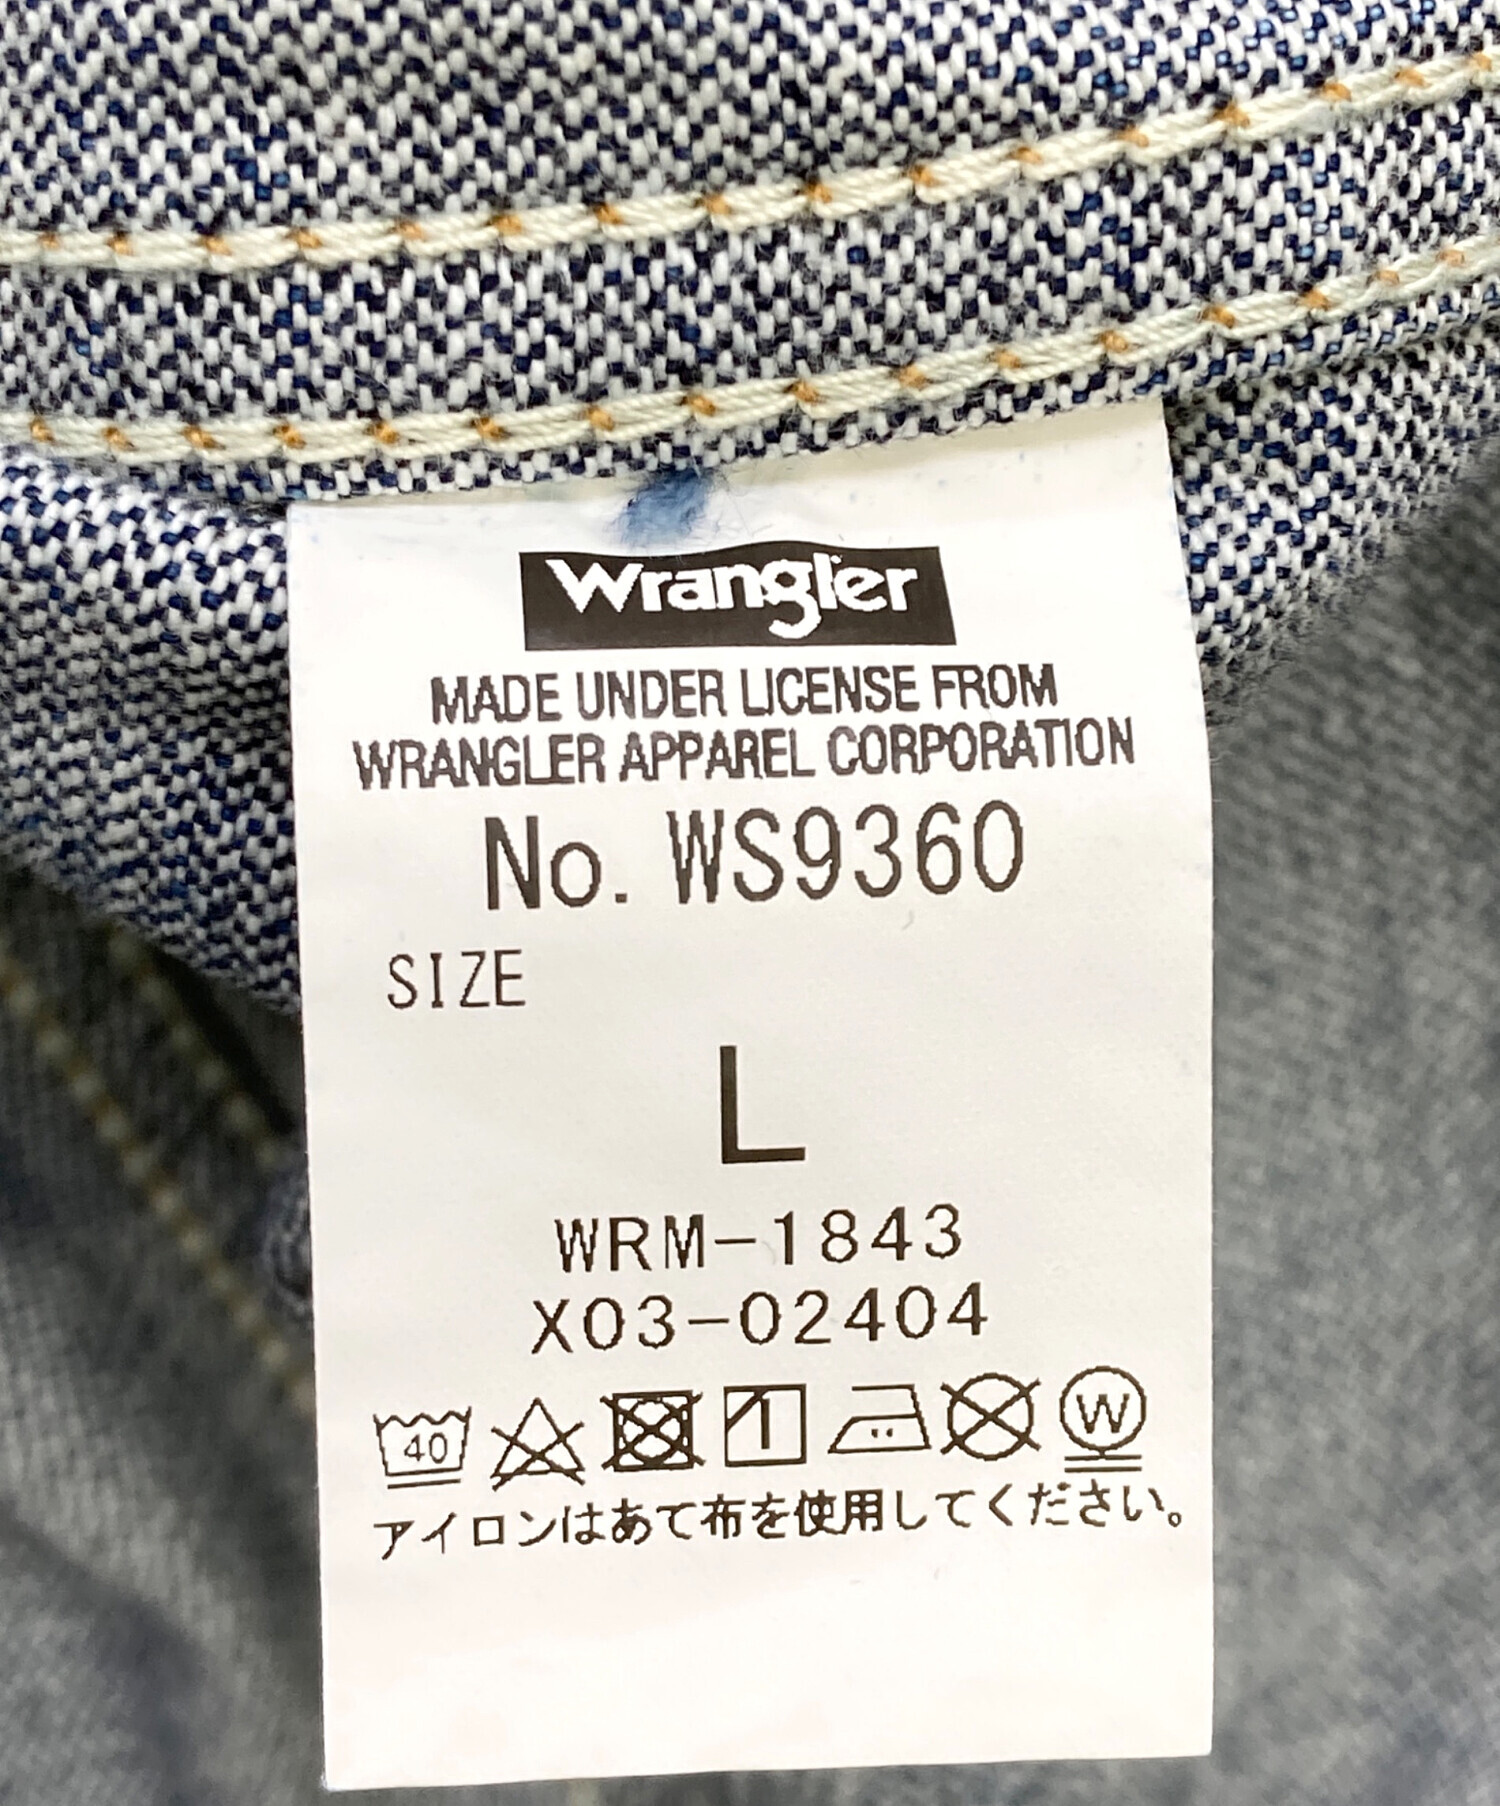 Wrangler
MADE UNDER LICENSE FROM
WRANGLER APPAREL CORPORATION
No. WS9360
SIZE
L
WRM-1843
X03-02404
40 W
アイロンはあて布を使用してください。